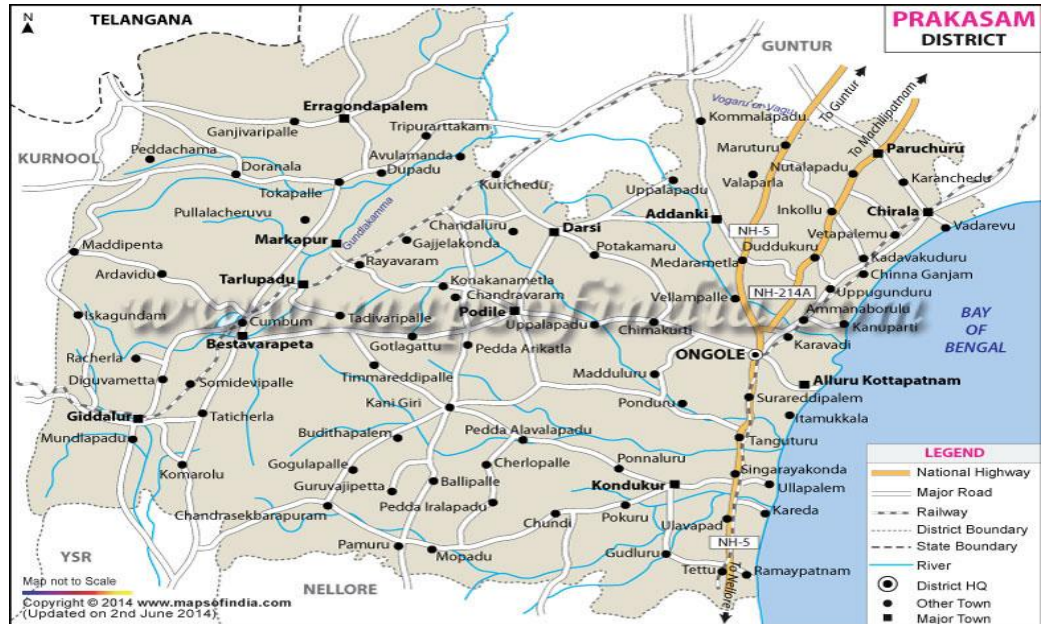 N
TELANGANA
PRAKASAM
DISTRICT
GUNTUR
To Guntur
To Machilipatnam
Vogaru or Vagu
Kommalapadu
Erragondapalem
Ganjivaripalle
Tripurarttakam
Maruturu
Nutalapadu
Paruchuru
KURNOOL
Peddachama
Avulamanda
Doranala
Dupadu
Kurichedu
Uppalapadu
Valaparla
Karanchedu
Tokapalle
Pullalacheruvu
Gundlakamma
Chandaluru
Darsi
Addanki
Inkollu
Chirala
NH-5
Vetapalemu
Vadarevu
Markapur
Gajjelakonda
Potakamaru
Duddukuru
Maddipenta
Rayavaram
Medarametla
Kadavakuduru
Ardavidu
Tarlupadu
Konakanametla
Chinna Ganjam
Chandravaram
Vellampalle
NH-214A
Uppugunduru
www.mapsofindia.com
Iskagundam
Cumbum
Tadivaripalle
Podile
Uppalapadu
Chimakurti
Ammanaborulu
Kanuparti
BAY
OF
BENGAL
Bestavarapeta
Gotlagattu
Pedda Arikatla
Karavadi
Racherla
ONGOLE
Diguvametta
Somidevipalle
Timmareddipalle
Madduluru
Alluru Kottapatnam
Surareddipalem
Giddalur
Taticherla
Kani Giri
Ponduru
Itamukkala
Mundlapadu
Budithapalem
Pedda Alavalapadu
Tanguturu
Komarolu
Gogulapalle
Cherlopalle
Ponnaluru
Singarayakonda
Guruvajipetta
Ballipalle
Kondukur
Ullapalem
Chandrasekbarapuram
Pedda Iralapadu
Chundi
Pokuru
Ulavapad
Kareda
Pamuru
Mopadu
Gudluru
NH-5
YSR
NELLORE
Tettu
To Nellore
Ramaypatnam
LEGEND
National Highway
Major Road
Railway
District Boundary
State Boundary
River
District HQ
Other Town
Major Town
Map not to Scale
Copyright © 2014 www.mapsofindia.com
(Updated on 2nd June 2014)